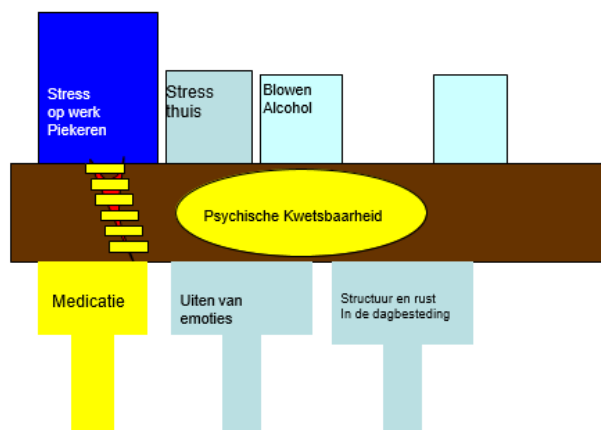 Stress
op werk
Piekeren
Stress
thuis
Blowen
Alcohol
Psychische Kwetsbaarheid
Medicatie
Uiten van
emoties
Structuur en rust
In de dagbesteding